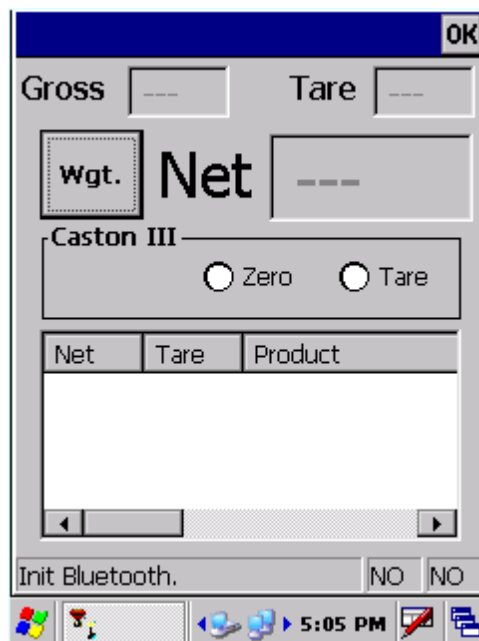 OK
Gross --- Tare ---
Wgt. Net ---
Caston III
Zero Tare
Net Tare Product
Init Bluetooth. NO NO
5:05 PM